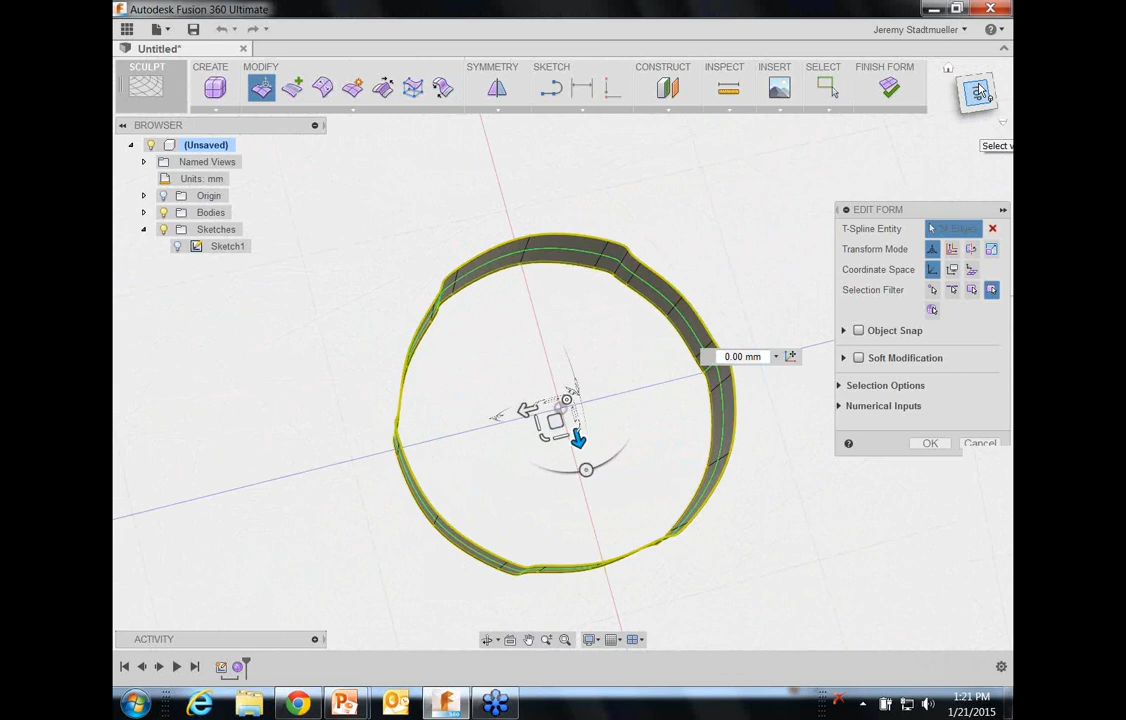 Autodesk Fusion 360 Ultimate
Jeremy Stadtmueller
Untitled*
SCULPT
CREATE
MODIFY
SYMMETRY
SKETCH
CONSTRUCT
INSPECT
INSERT
SELECT
FINISH FORM
BROWSER
(Unsaved)
Named Views
Units: mm
Origin
Bodies
Sketches
Sketch1
Select v
EDIT FORM
T-Spline Entity
Edges
Transform Mode
Coordinate Space
Selection Filter
Object Snap
Soft Modification
Selection Options
Numerical Inputs
OK
Cancel
0.00 mm
ACTIVITY
1:21 PM
1/21/2015